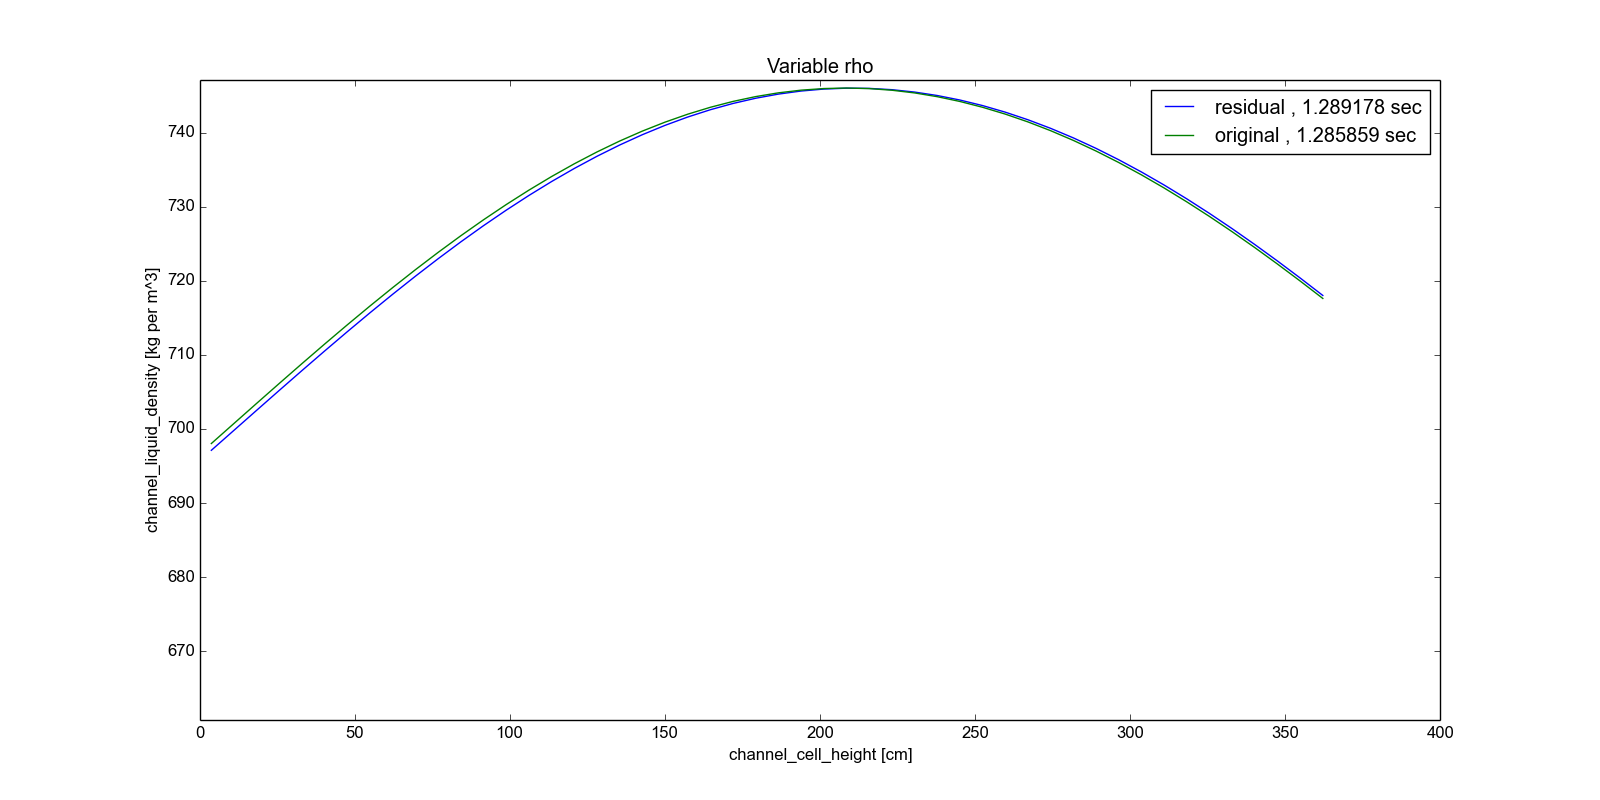 Variable rho
residual , 1.289178 sec
original , 1.285859 sec
channel_liquid_density [kg per m^3]
740
730
720
710
700
690
680
670
0 50 100 150 200 250 300 350 400
channel_cell_height [cm]